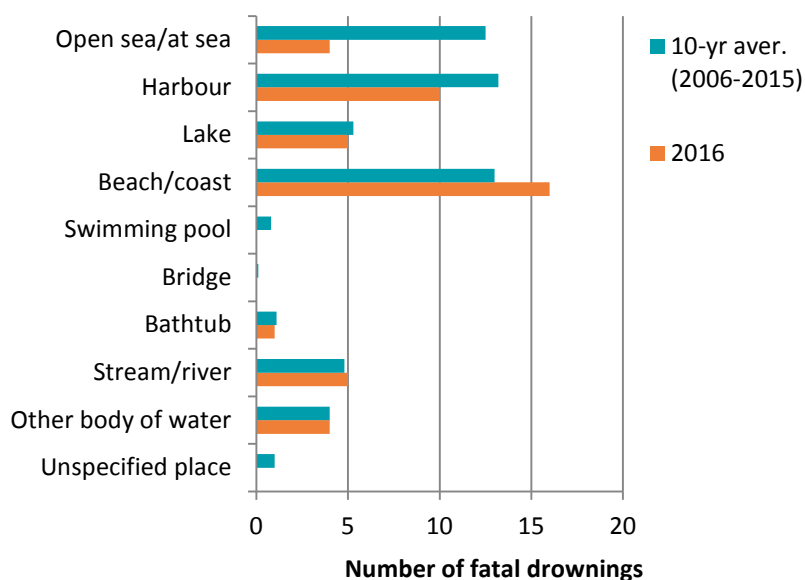 Open sea/at sea
Harbour
Lake
Beach/coast
Swimming pool
Bridge
Bathtub
Stream/river
Other body of water
Unspecified place
0 5 10 15 20
Number of fatal drownings
10-yr aver.
(2006-2015)
2016